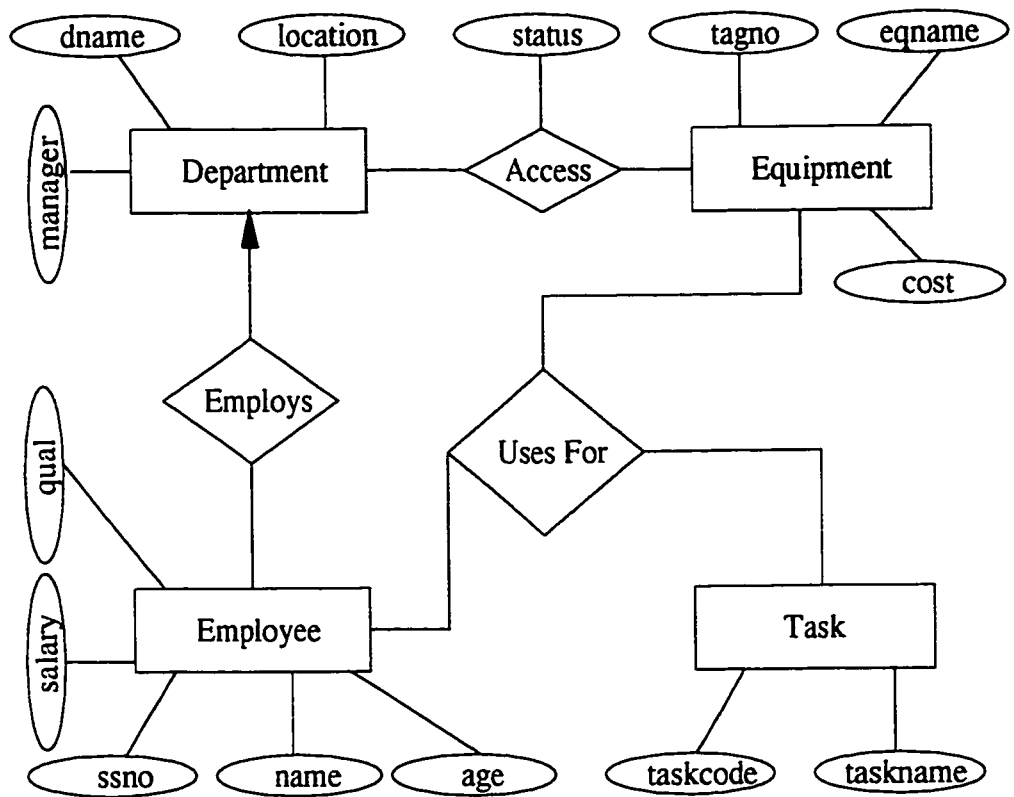 dname
location
status
tagno
eqname
manager
Department
Access
Equipment
cost
Employs
Uses For
qual
salary
Employee
Task
ssno
name
age
taskcode
taskname